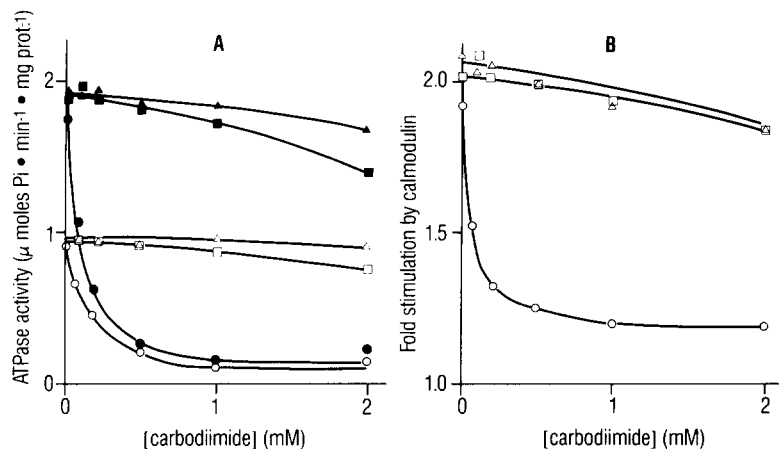 A
ATPase activity (μ moles Pi • min⁻¹ • mg prot⁻¹)
2
1
0
0
1
2
[carbodiimide] (mM)
B
Fold stimulation by calmodulin
2.0
1.5
1.0
0
1
2
[carbodiimide] (mM)